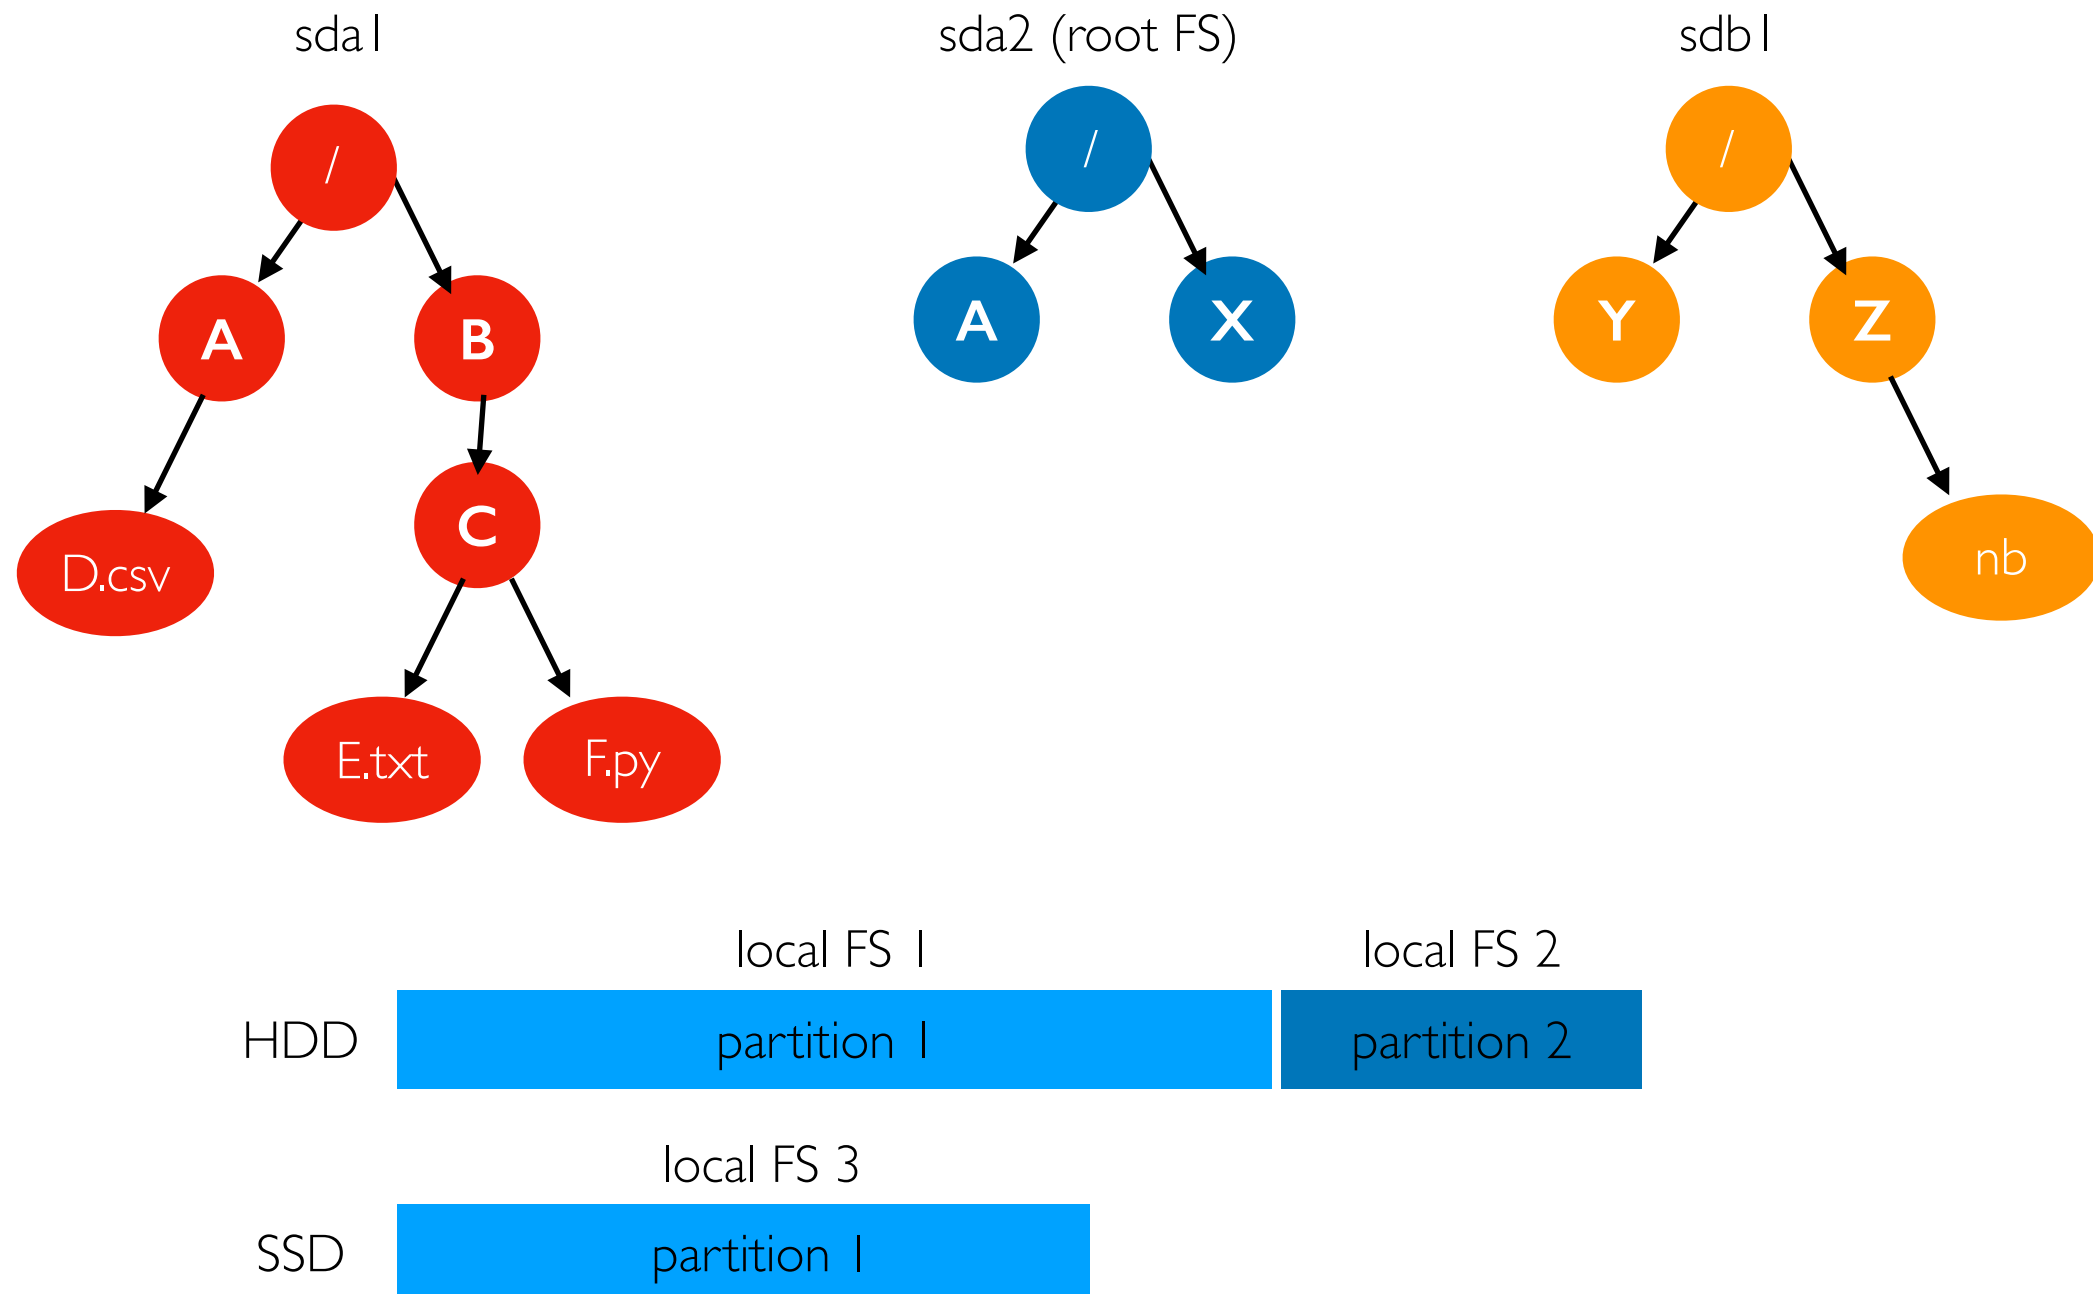 sda1
sda2 (root FS)
sdb1
/
/
/
A
B
A
X
Y
Z
C
D.csv
nb
E.txt
F.py
local FS 1
local FS 2
HDD
partition 1
partition 2
local FS 3
SSD
partition 1